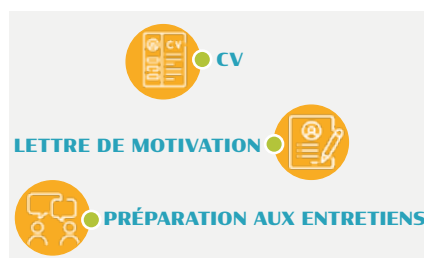 CV
CV
LETTRE DE MOTIVATION
PRÉPARATION AUX ENTRETIENS